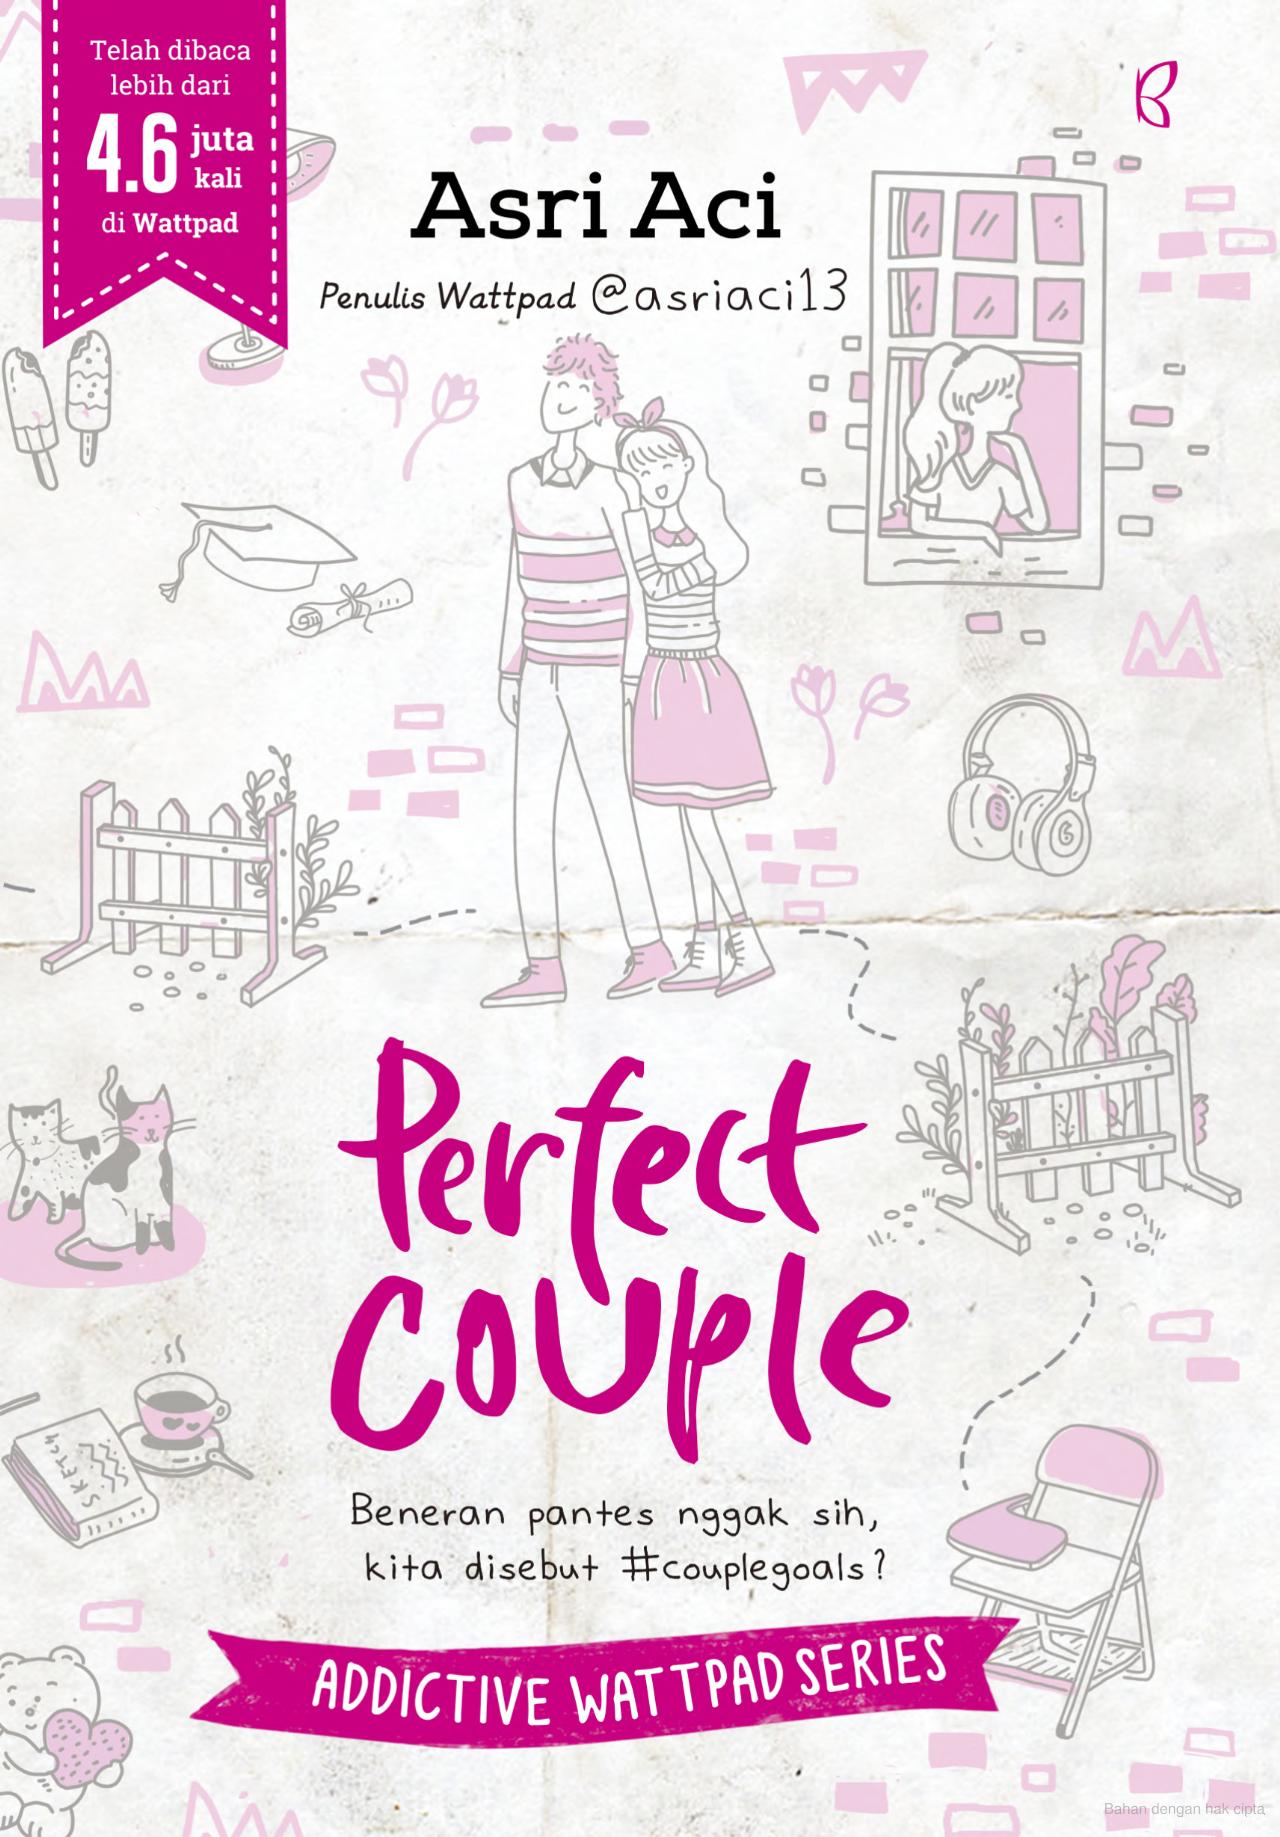 Telah dibaca
lebih dari
4.6 juta
kali
di Wattpad
Asri Aci
Penulis Wattpad @asriaci13
Perfect
Couple
SKETCH
Beneran pantes nggak sih,
kita disebut #couplegoals?
ADDICTIVE WATTPAD SERIES
Bahan dengan hak cipta